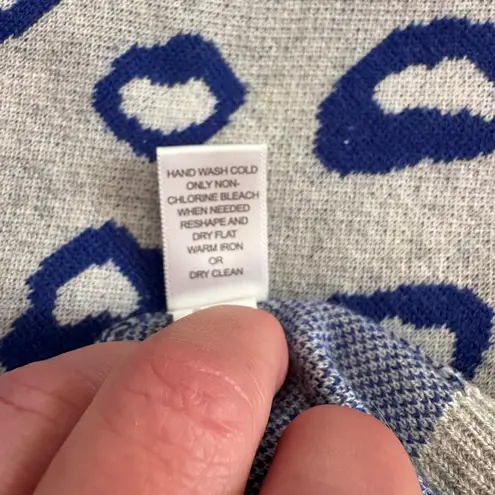 HAND WASH COLD
ONLY NON-
CHLORINE BLEACH
WHEN NEEDED
RESHAPE AND
DRY FLAT
WARM IRON
OR
DRY CLEAN